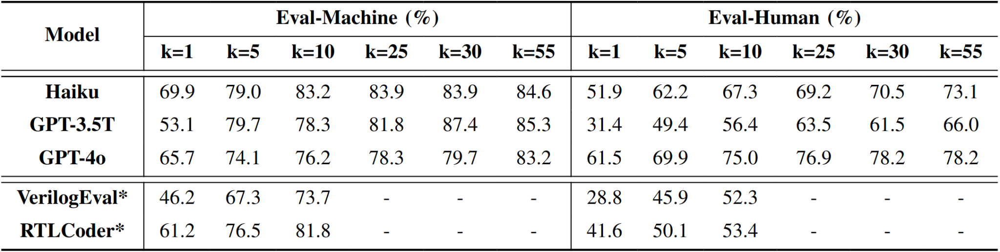 Model Eval-Machine (%) Eval-Human (%)
k=1 k=5 k=10 k=25 k=30 k=55 k=1 k=5 k=10 k=25 k=30 k=55
Haiku 69.9 79.0 83.2 83.9 83.9 84.6 51.9 62.2 67.3 69.2 70.5 73.1
GPT-3.5T 53.1 79.7 78.3 81.8 87.4 85.3 31.4 49.4 56.4 63.5 61.5 66.0
GPT-4o 65.7 74.1 76.2 78.3 79.7 83.2 61.5 69.9 75.0 76.9 78.2 78.2
VerilogEval* 46.2 67.3 73.7 - - - 28.8 45.9 52.3 - - -
RTLCoder* 61.2 76.5 81.8 - - - 41.6 50.1 53.4 - - -